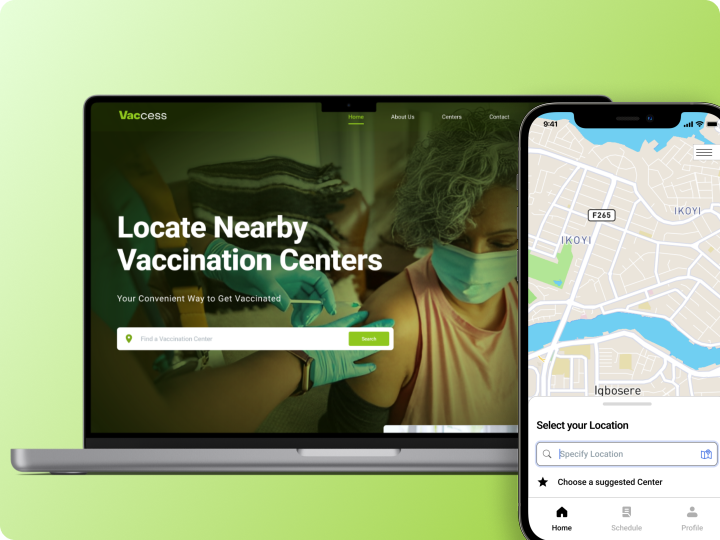 Vaccess
Home
About Us
Centers
Contact
Locate Nearby
Vaccination Centers
Your Convenient Way to Get Vaccinated
Find a Vaccination Center
Search
9:41
F265
IKOYI
IKOYI
Igbosere
Select your Location
Specify Location
Choose a suggested Center
Home
Schedule
Profile